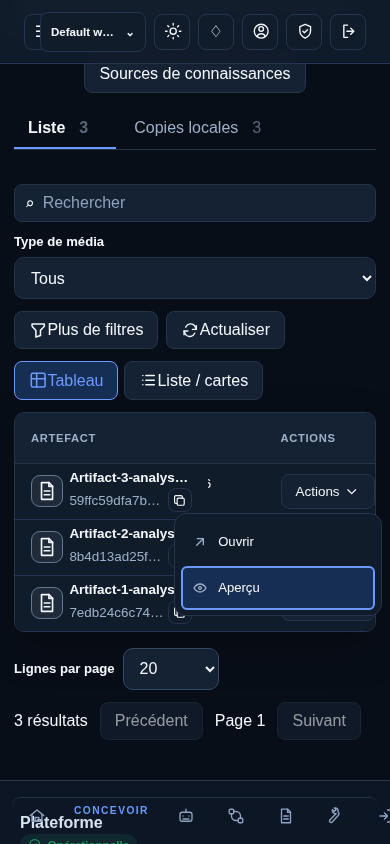 Default w… 
Sources de connaissances
Liste 3 Copies locales 3
Rechercher
Type de média
Tous
Plus de filtres Actualiser
Tableau Liste / cartes
ARTEFACT ACTIONS
Artifact-3-analys…
59ffc59dfa7b… Actions
Artifact-2-analys
8b4d13ad25f… Ouvrir
Artifact-1-analys Aperçu
7edb24c6c74…
Lignes par page 20
3 résultats Précédent Page 1 Suivant
CONCEVOIR
Plateforme
Opérationnelle